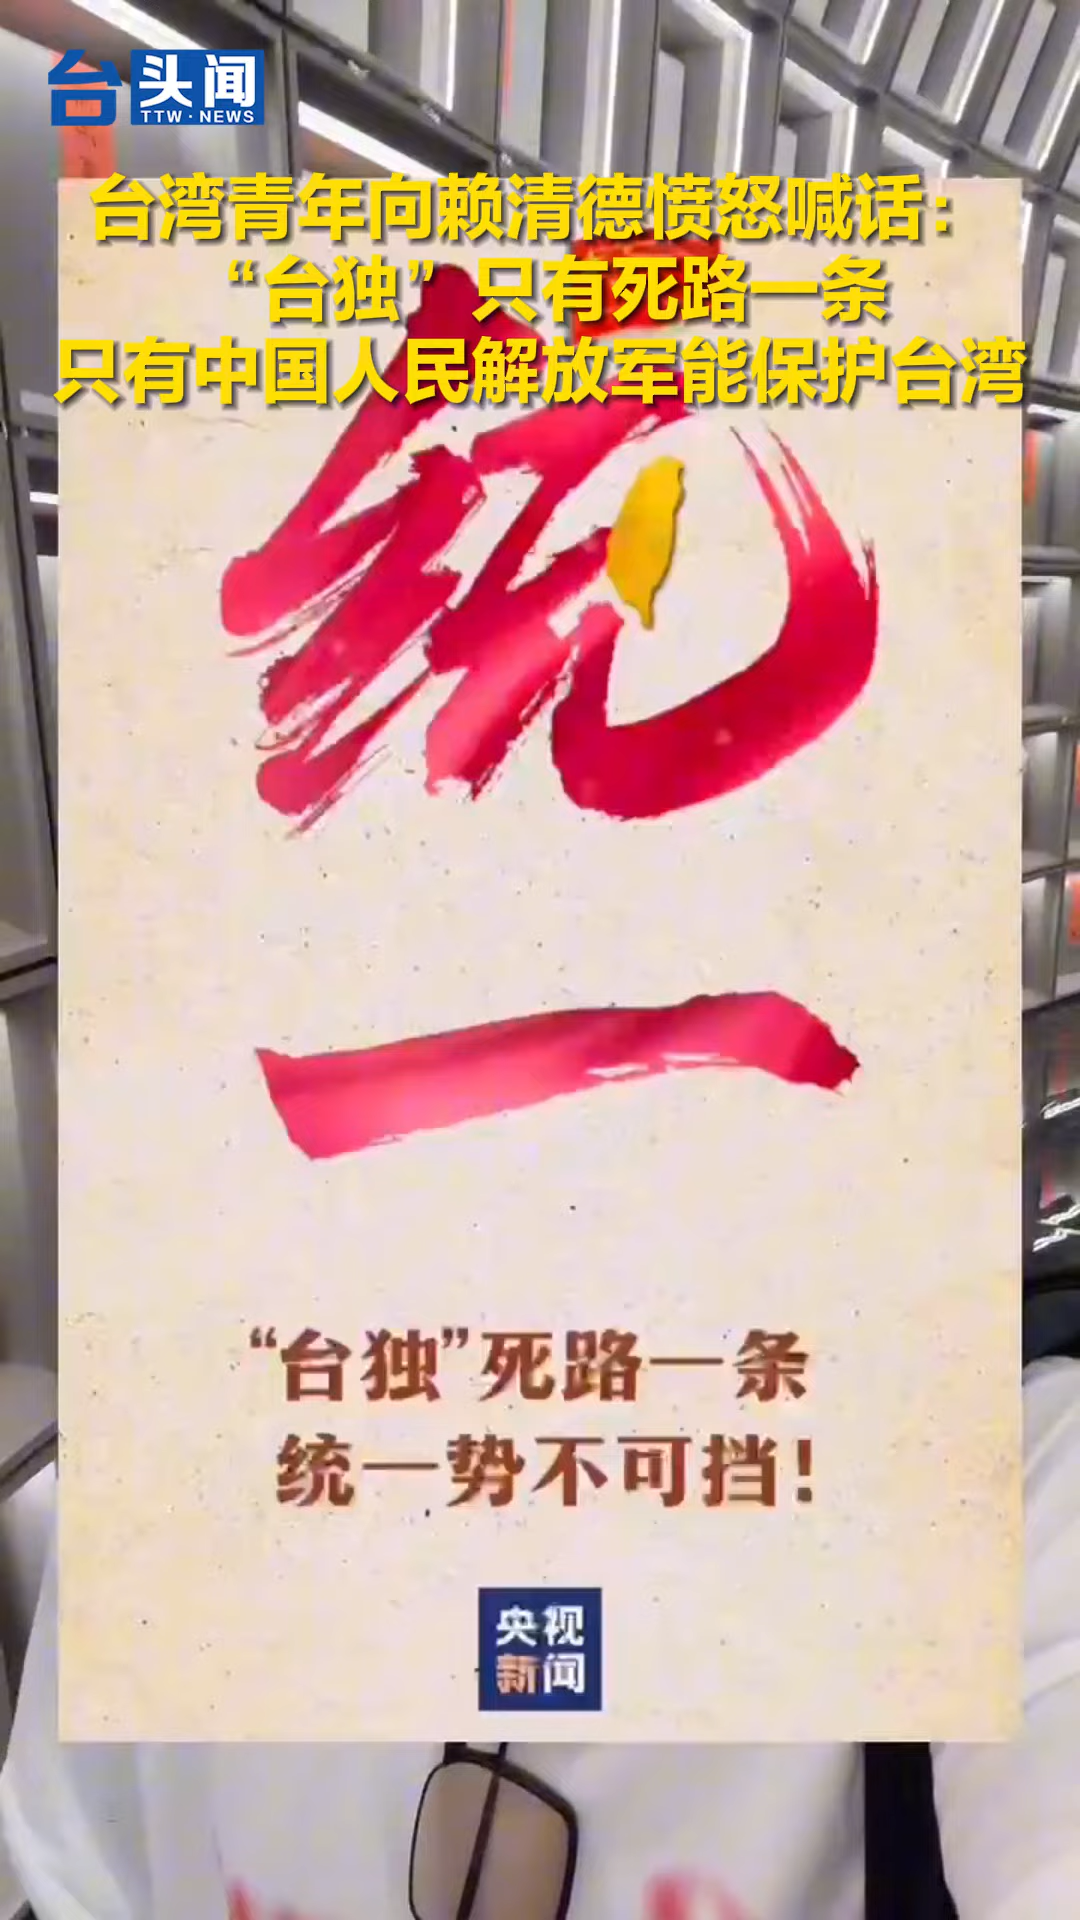 台头闻
TTW·NEWS
台湾青年向赖清德愤怒喊话：
“台独”只有死路一条
只有中国人民解放军能保护台湾
统
一
“台独”死路一条
统一势不可挡！
央视
新闻